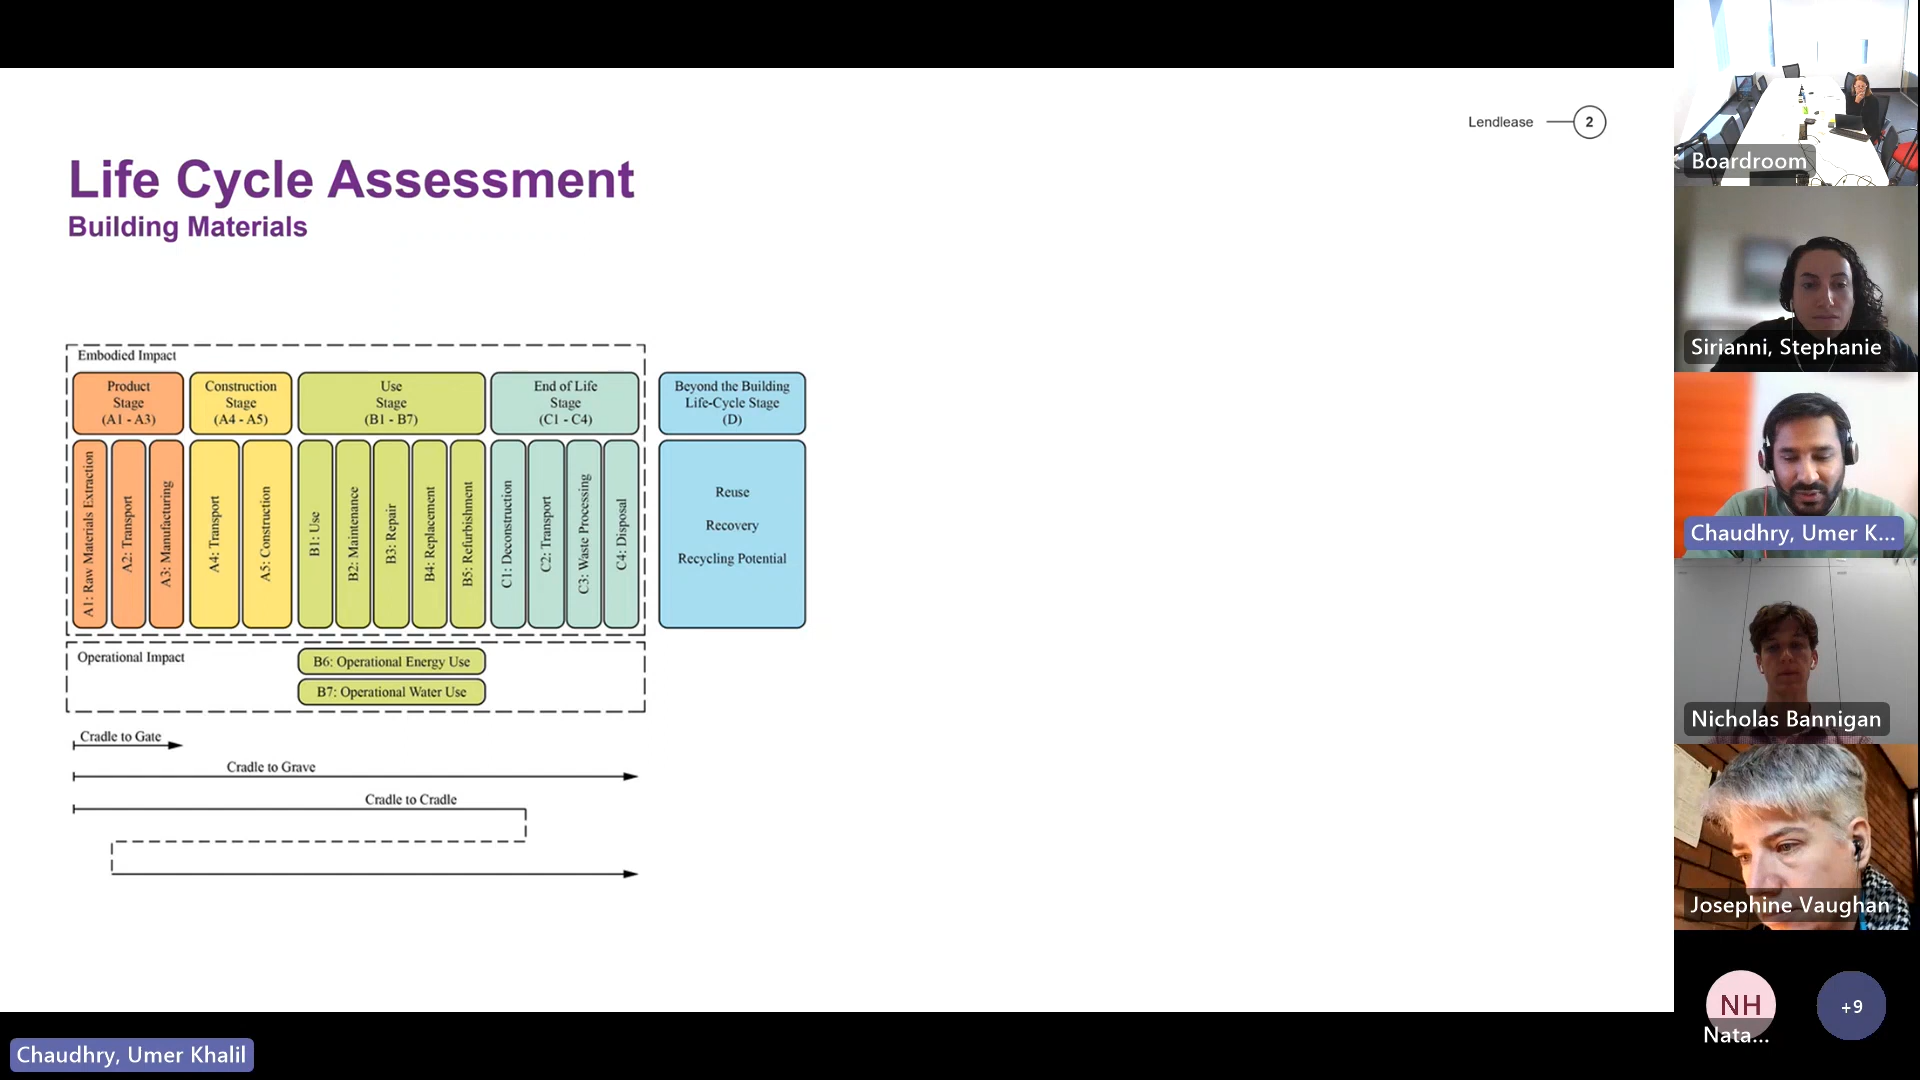 Lendlease
2
Life Cycle Assessment
Building Materials
Embodied Impact
Product
Stage
(A1 - A3)
Construction
Stage
(A4 - A5)
Use
Stage
(B1 - B7)
End of Life
Stage
(C1 - C4)
Beyond the Building
Life-Cycle Stage
(D)
A1: Raw Materials Extraction
A2: Transport
A3: Manufacturing
A4: Transport
A5: Construction
B1: Use
B2: Maintenance
B3: Repair
B4: Replacement
B5: Refurbishment
C1: Deconstruction
C2: Transport
C3: Waste Processing
C4: Disposal
Reuse
Recovery
Recycling Potential
Operational Impact
B6: Operational Energy Use
B7: Operational Water Use
Cradle to Gate
Cradle to Grave
Cradle to Cradle
Chaudhry, Umer Khalil
Boardroom
Sirianni, Stephanie
Chaudhry, Umer K...
Nicholas Bannigan
Josephine Vaughan
NH
Nata...
+9